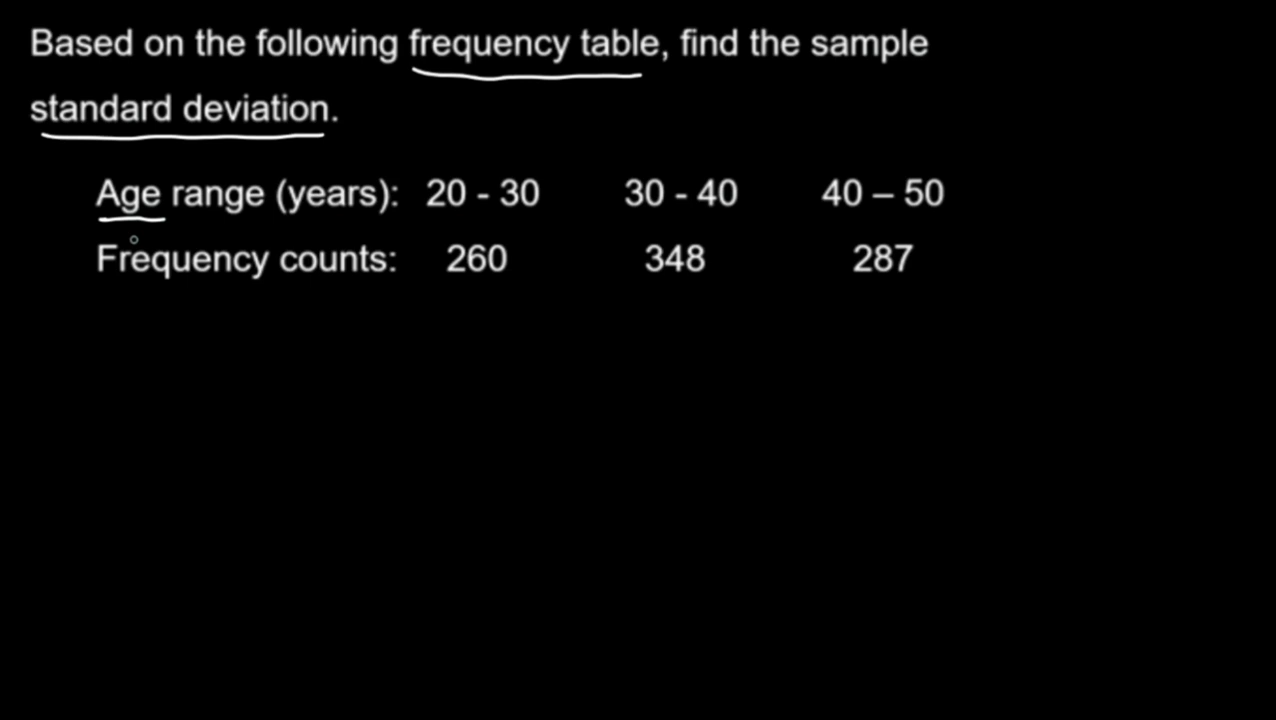 Based on the following frequency table, find the sample
standard deviation.
Age range (years): 20 - 30 30 - 40 40 – 50
Frequency counts: 260 348 287